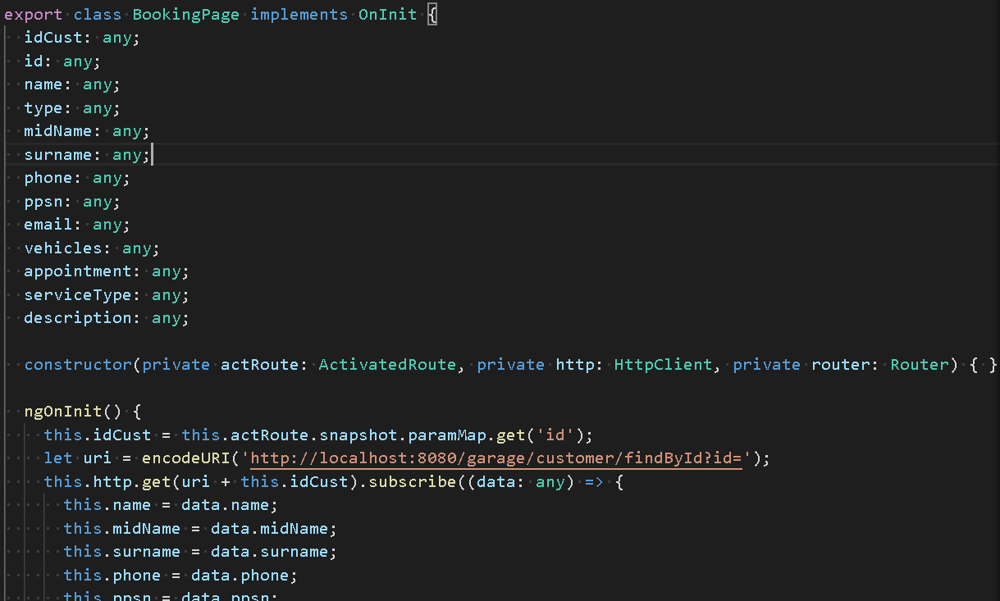 export class BookingPage implements OnInit {
  idCust: any;
  id: any;
  name: any;
  type: any;
  midName: any;
  surname: any;
  phone: any;
  ppsn: any;
  email: any;
  vehicles: any;
  appointment: any;
  serviceType: any;
  description: any;

  constructor(private actRoute: ActivatedRoute, private http: HttpClient, private router: Router) { }

  ngOnInit() {
    this.idCust = this.actRoute.snapshot.paramMap.get('id');
    let uri = encodeURI('http://localhost:8080/garage/customer/findById?id=');
    this.http.get(uri + this.idCust).subscribe((data: any) => {
      this.name = data.name;
      this.midName = data.midName;
      this.surname = data.surname;
      this.phone = data.phone;
      this.ppsn = data.ppsn;